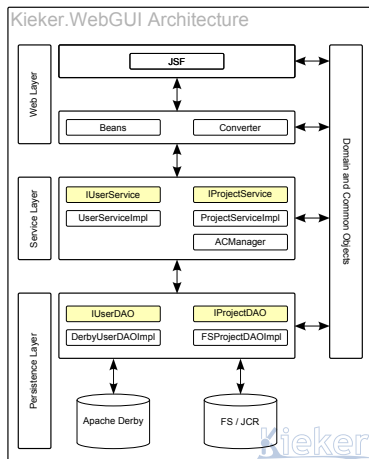 Kieker.WebGUI Architecture
Web Layer
JSF
Beans
Converter
Domain and Common Objects
Service Layer
IUserService
IProjectService
UserServiceImpl
ProjectServiceImpl
ACManager
Persistence Layer
IUserDAO
IProjectDAO
DerbyUserDAOImpl
FSProjectDAOImpl
Apache Derby
FS / JCR
Kieker